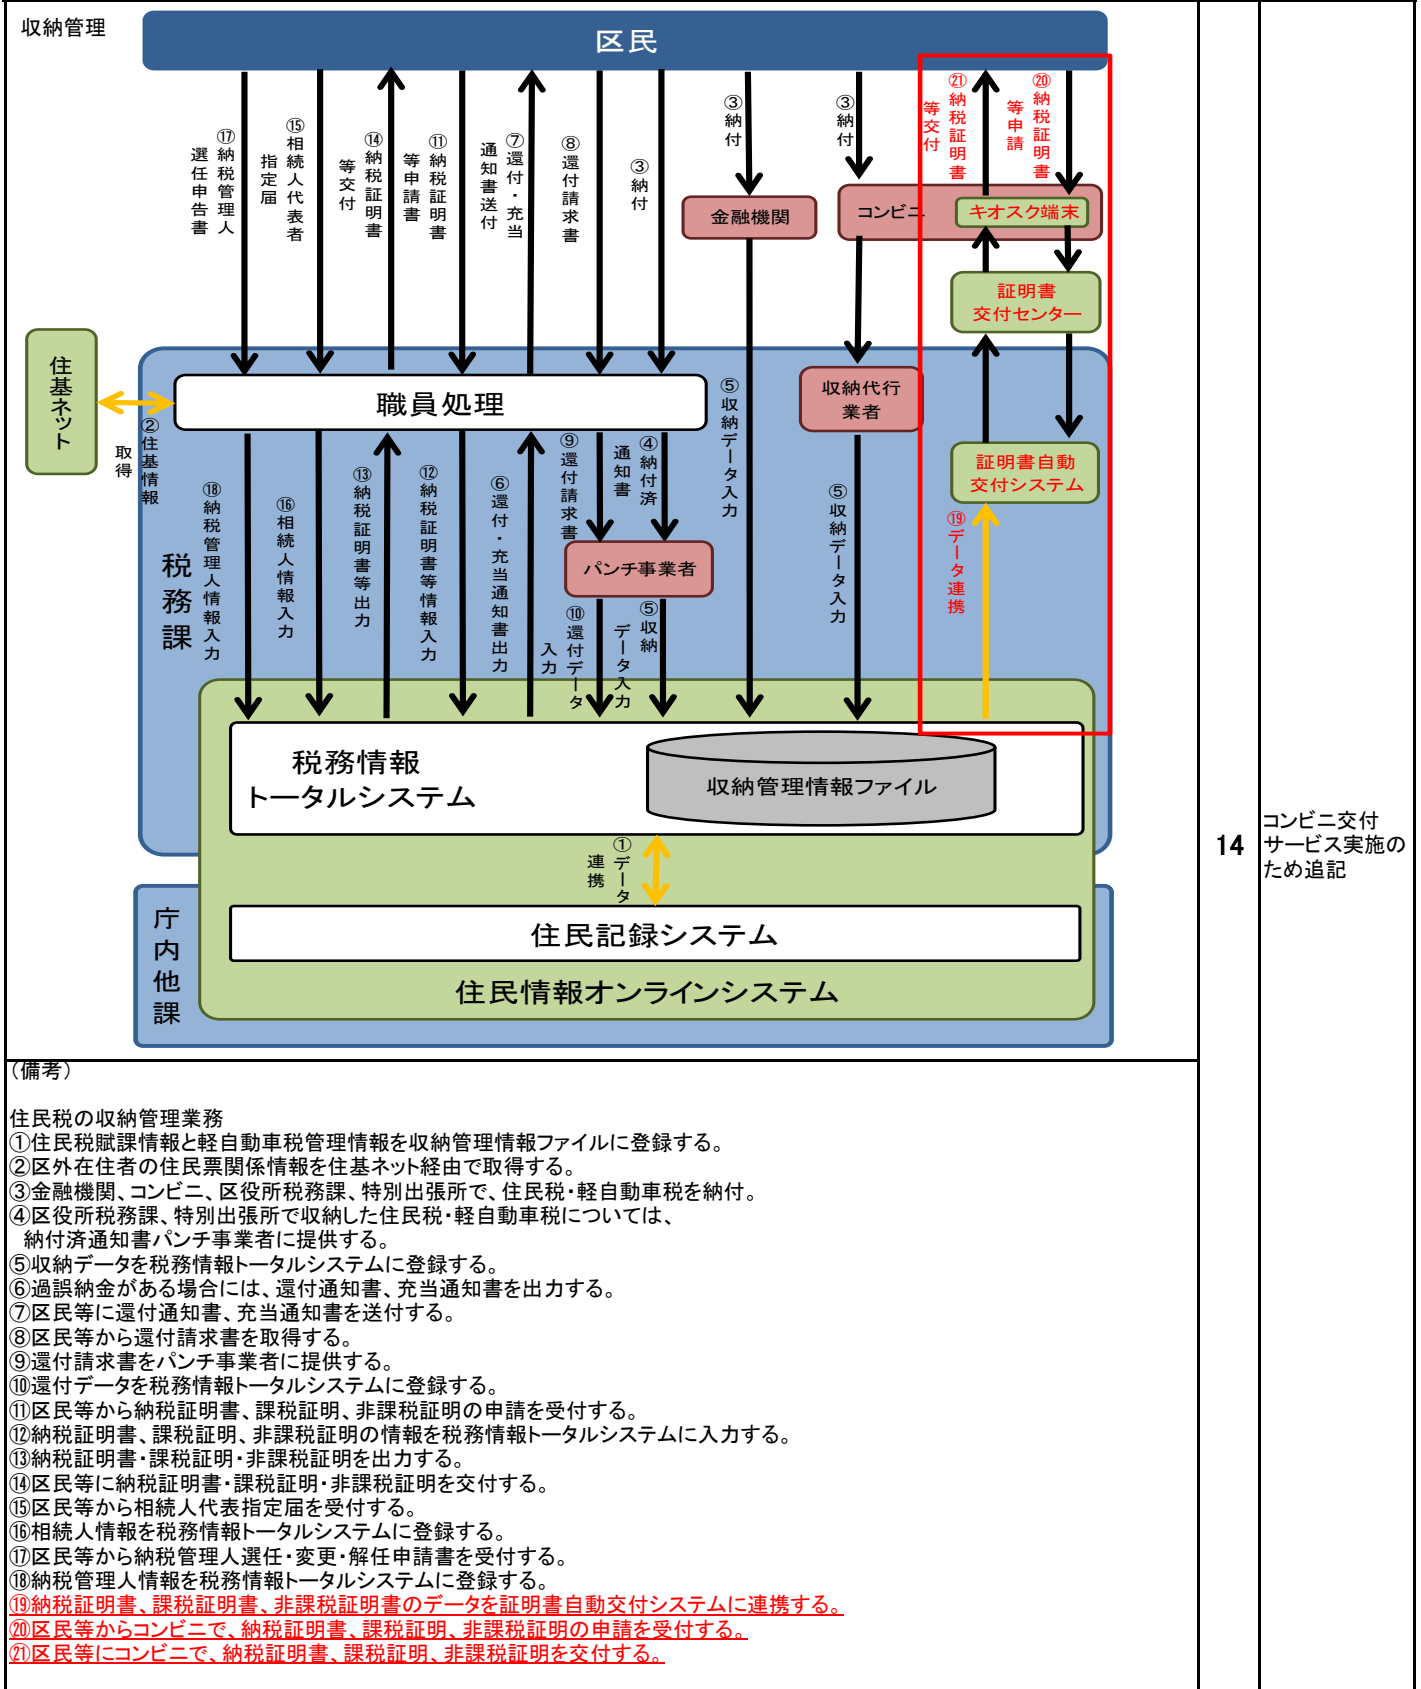 収納管理
区民
⑰納税管理人
選任申告書
⑮相続人代表者
指定届
⑭納税証明書
等交付
⑪納税証明書
等申請書
⑦還付・充当
通知書送付
⑧還付請求書
③納付
③納付
③納付
㉑納税証明書
等交付
⑳納税証明書
等申請
金融機関
コンビニ
キオスク端末
証明書
交付センター
住基ネット
②住基情報
取得
職員処理
収納代行
業者
証明書自動
交付システム
税務課
⑱納税管理人情報入力
⑯相続人情報入力
⑬納税証明書等出力
⑫納税証明書等情報入力
⑥還付・充当通知書出力
⑨還付請求書
④納付済
通知書
⑤収納データ入力
⑤収納データ入力
⑲データ連携
パンチ事業者
⑩還付データ
入力
⑤収納
データ入力
税務情報
トータルシステム
収納管理情報ファイル
①データ
連携
庁内他課
住民記録システム
住民情報オンラインシステム
14
コンビニ交付
サービス実施の
ため追記
（備考）
住民税の収納管理業務
①住民税賦課情報と軽自動車税管理情報を収納管理情報ファイルに登録する。
②区外在住者の住民票関係情報を住基ネット経由で取得する。
③金融機関、コンビニ、区役所税務課、特別出張所で、住民税・軽自動車税を納付。
④区役所税務課、特別出張所で収納した住民税・軽自動車税については、
納付済通知書パンチ事業者に提供する。
⑤収納データを税務情報トータルシステムに登録する。
⑥過誤納金がある場合には、還付通知書、充当通知書を出力する。
⑦区民等に還付通知書、充当通知書を送付する。
⑧区民等から還付請求書を取得する。
⑨還付請求書をパンチ事業者に提供する。
⑩還付データを税務情報トータルシステムに登録する。
⑪区民等から納税証明書、課税証明、非課税証明の申請を受付する。
⑫納税証明書、課税証明、非課税証明の情報を税務情報トータルシステムに入力する。
⑬納税証明書・課税証明・非課税証明を出力する。
⑭区民等に納税証明書・課税証明・非課税証明を交付する。
⑮区民等から相続人代表指定届を受付する。
⑯相続人情報を税務情報トータルシステムに登録する。
⑰区民等から納税管理人選任・変更・解任申請書を受付する。
⑱納税管理人情報を税務情報トータルシステムに登録する。
⑲納税証明書、課税証明書、非課税証明書のデータを証明書自動交付システムに連携する。
⑳区民等からコンビニで、納税証明書、課税証明、非課税証明の申請を受付する。
㉑区民等にコンビニで、納税証明書、課税証明、非課税証明を交付する。